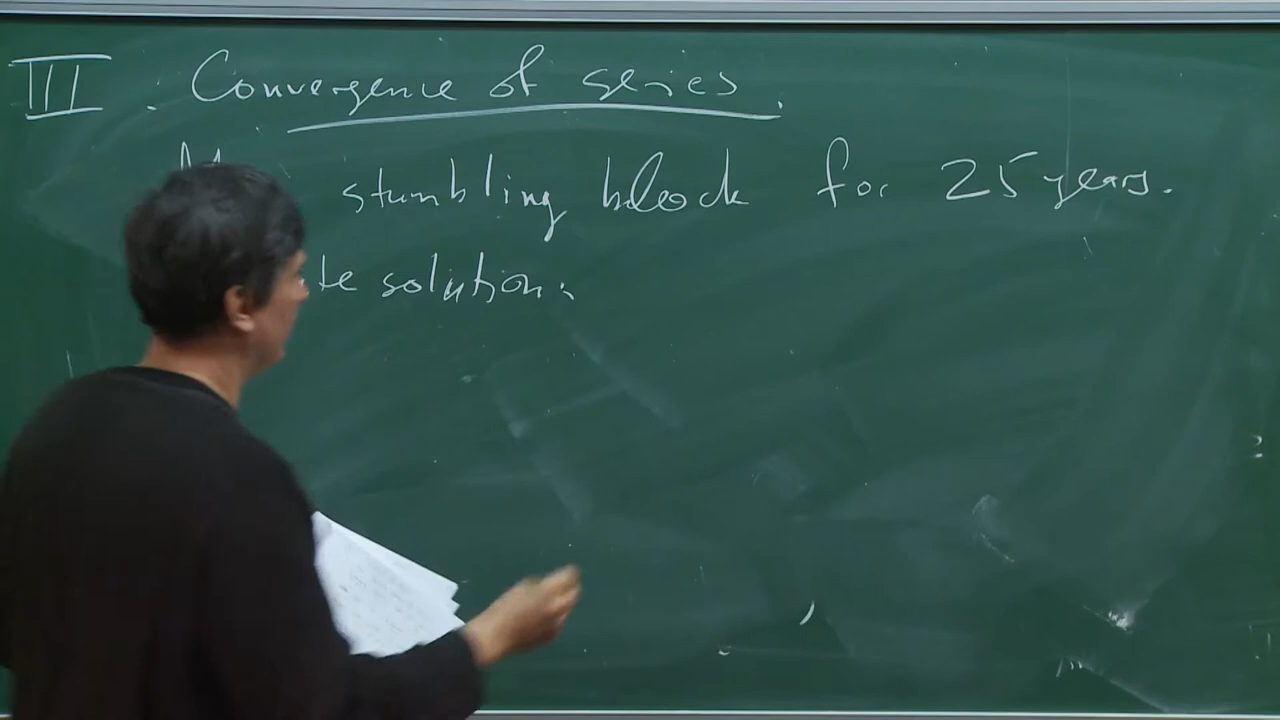 III. Convergence of series.
stumbling block for 25 years.
te solution.